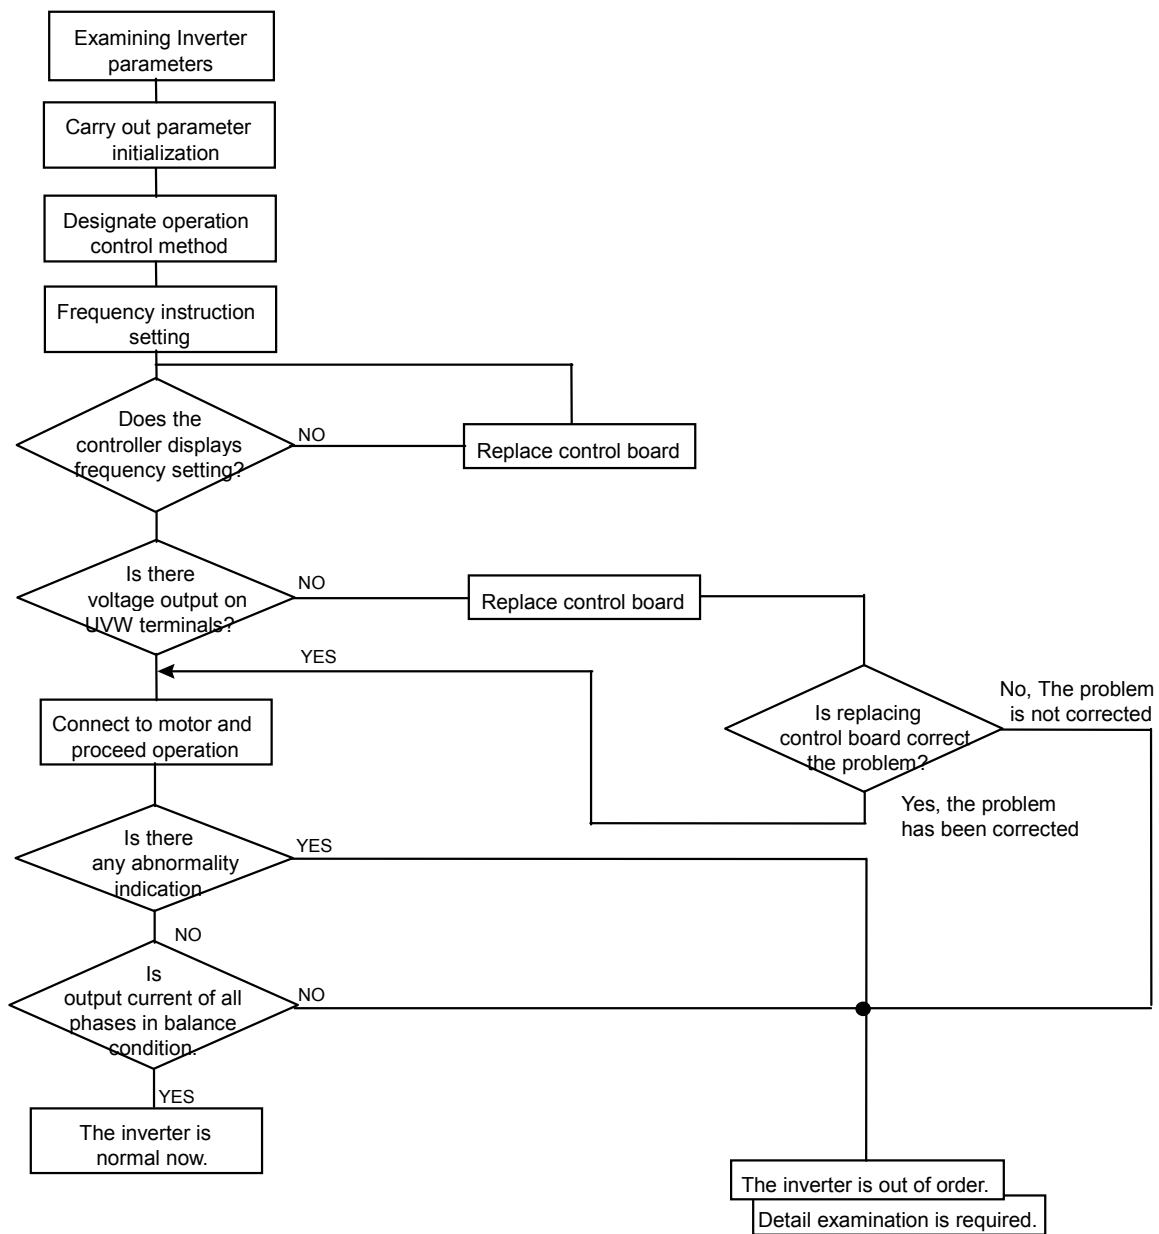 Examining Inverter
parameters
Carry out parameter
initialization
Designate operation
control method
Frequency instruction
setting
Does the
controller displays
frequency setting?
NO
Replace control board
Is there
voltage output on
UVW terminals?
NO
Replace control board
YES
Is replacing
control board correct
the problem?
No, The problem
is not corrected
Yes, the problem
has been corrected
Connect to motor and
proceed operation
Is there
any abnormality
indication
YES
NO
Is
output current of all
phases in balance
condition.
NO
YES
The inverter is
normal now.
The inverter is out of order.
Detail examination is required.